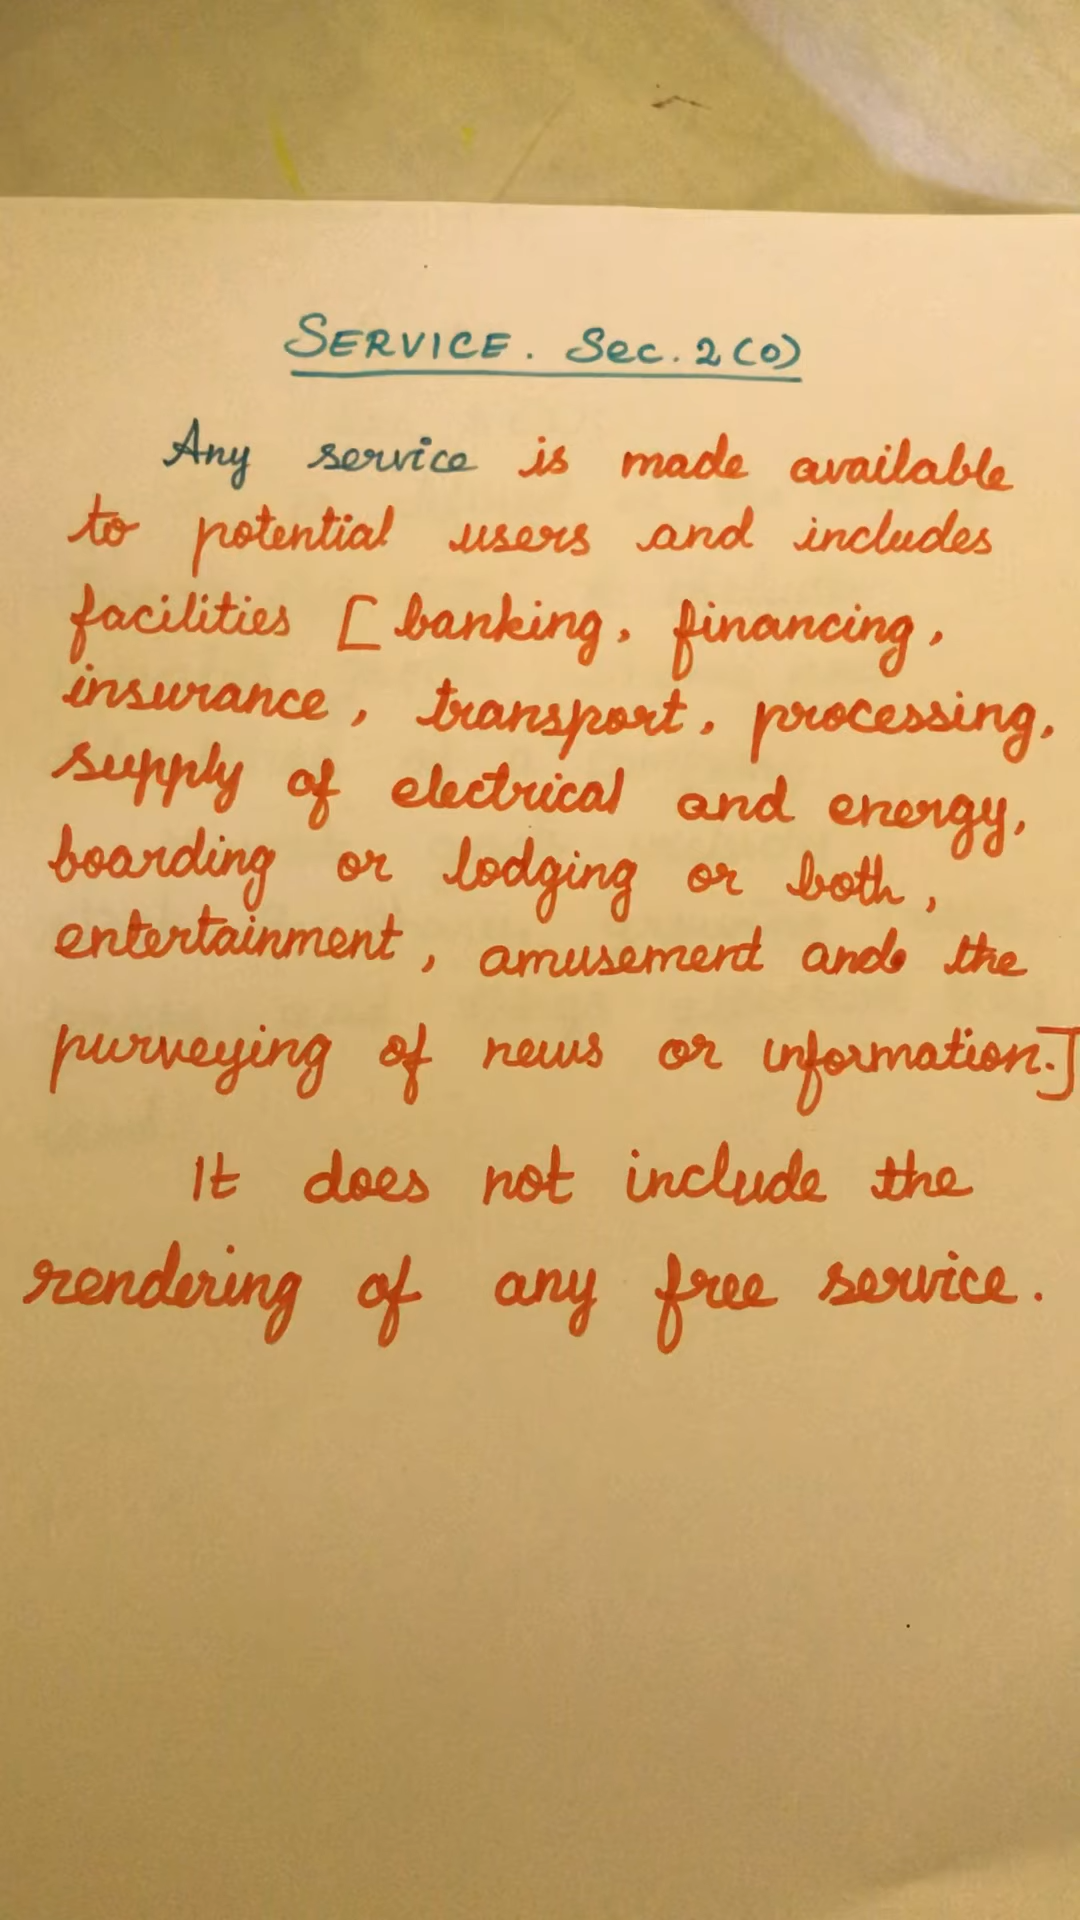 SERVICE. Sec. 2(o)
Any service is made available
to potential users and includes
facilities [banking, financing,
insurance, transport, processing,
supply of electrical and energy,
boarding or lodging or both,
entertainment, amusement and the
purveying of news or information.]
It does not include the
rendering of any free service.